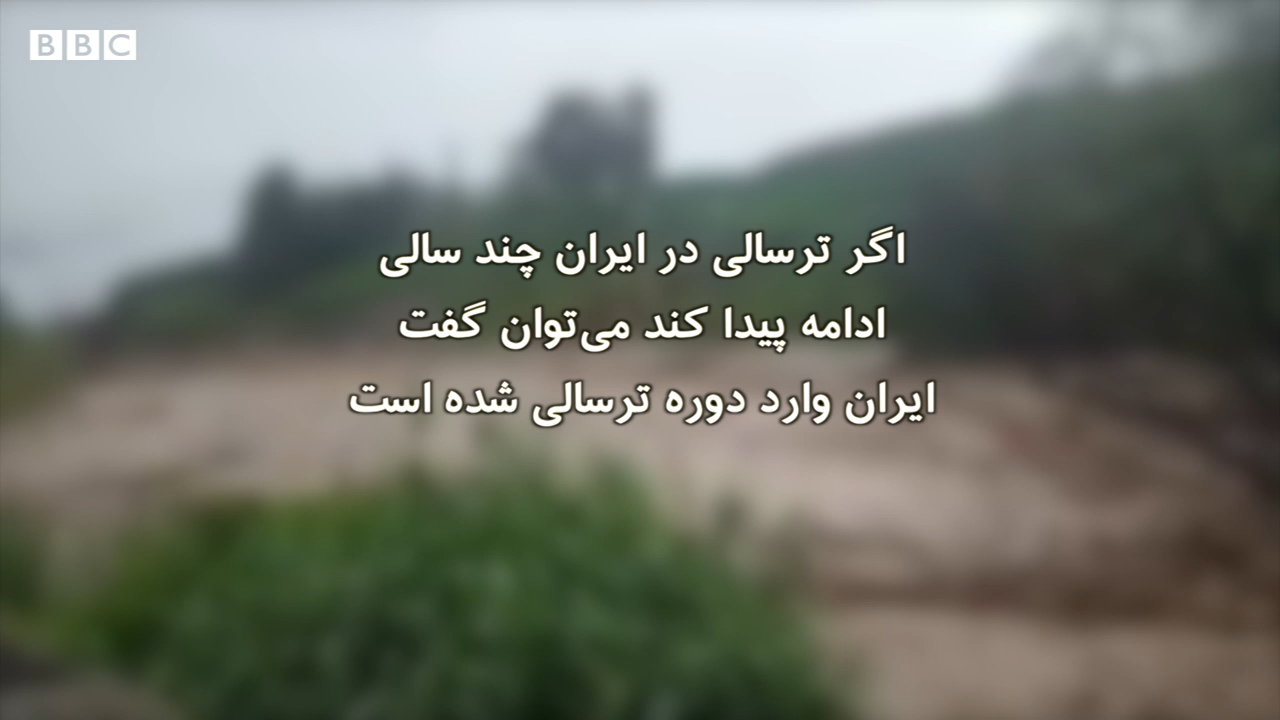 BBC
اگر ترسالی در ایران چند سالی
ادامه پیدا کند می‌توان گفت
ایران وارد دوره ترسالی شده است